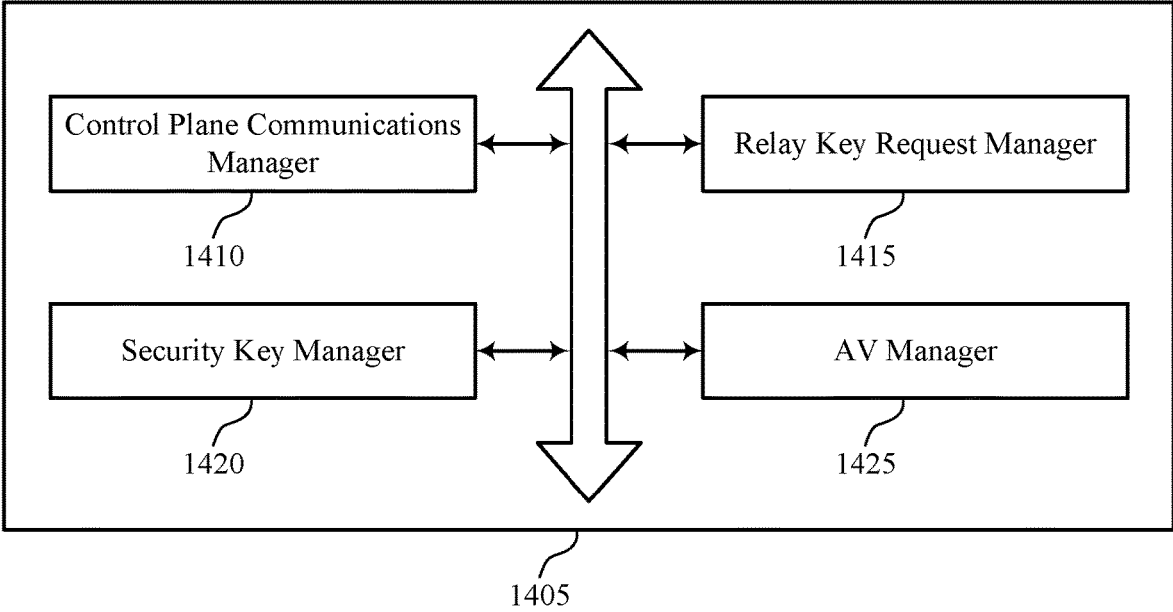 Control Plane Communications
Manager
1410
Relay Key Request Manager
1415
Security Key Manager
1420
AV Manager
1425
1405